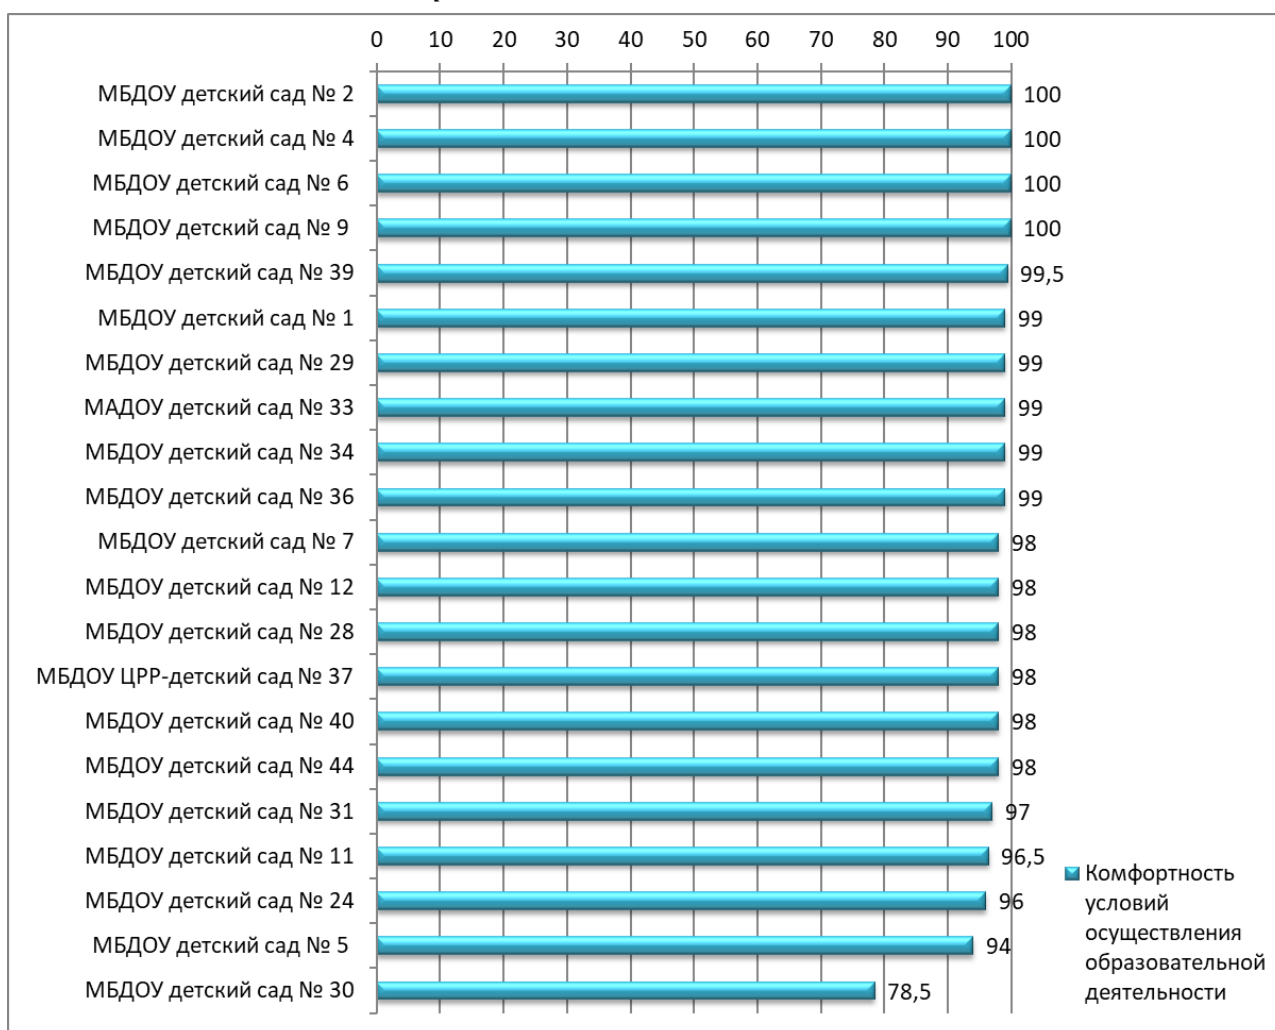 0 10 20 30 40 50 60 70 80 90 100
МБДОУ детский сад № 2 100
МБДОУ детский сад № 4 100
МБДОУ детский сад № 6 100
МБДОУ детский сад № 9 100
МБДОУ детский сад № 39 99,5
МБДОУ детский сад № 1 99
МБДОУ детский сад № 29 99
МАДОУ детский сад № 33 99
МБДОУ детский сад № 34 99
МБДОУ детский сад № 36 99
МБДОУ детский сад № 7 98
МБДОУ детский сад № 12 98
МБДОУ детский сад № 28 98
МБДОУ ЦРР-детский сад № 37 98
МБДОУ детский сад № 40 98
МБДОУ детский сад № 44 98
МБДОУ детский сад № 31 97
МБДОУ детский сад № 11 96,5
МБДОУ детский сад № 24 96
МБДОУ детский сад № 5 94
МБДОУ детский сад № 30 78,5
Комфортность
условий
осуществления
образовательной
деятельности